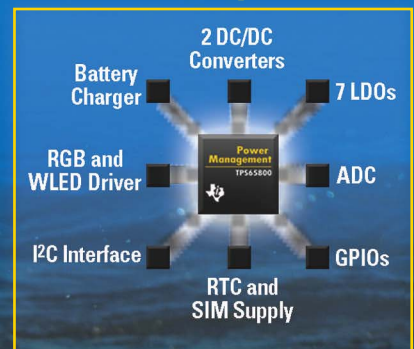 2 DC/DC
Converters
Battery
Charger
7 LDOs
Power
Management
TPS65800
RGB and
WLED Driver
ADC
I²C Interface
GPIOs
RTC and
SIM Supply